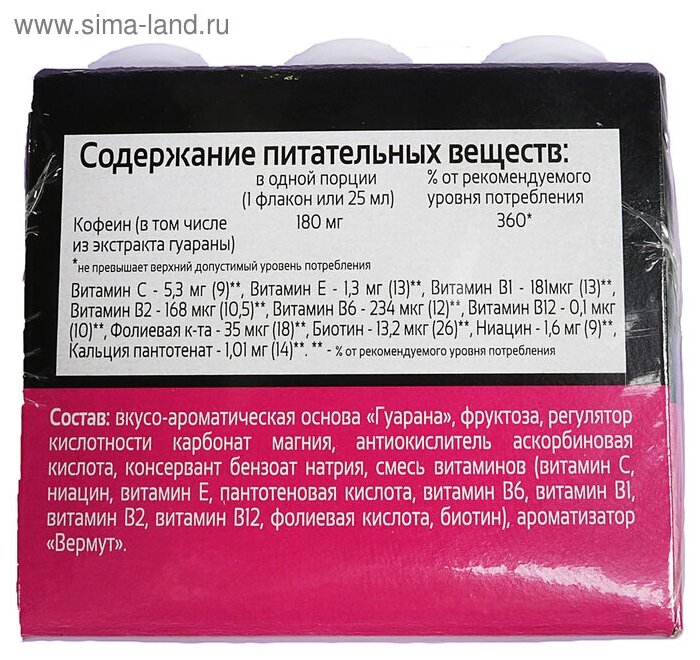 www.sima-land.ru
Содержание питательных веществ:
в одной порции % от рекомендуемого
(1 флакон или 25 мл) уровня потребления
Кофеин (в том числе 180 мг 360*
из экстракта гуараны)
*не превышает верхний допустимый уровень потребления
Витамин С - 5,3 мг (9)**, Витамин Е - 1,3 мг (13)**, Витамин В1 - 181мкг (13)**,
Витамин В2 - 168 мкг (10,5)**, Витамин В6 - 234 мкг (12)**, Витамин В12 - 0,1 мкг
(10)**, Фолиевая к-та - 35 мкг (18)**, Биотин - 13,2 мкг (26)**, Ниацин - 1,6 мг (9)**,
Кальция пантотенат - 1,01 мг (14)**. ** - % от рекомендуемого уровня потребления
Состав: вкусо-ароматическая основа «Гуарана», фруктоза, регулятор
кислотности карбонат магния, антиокислитель аскорбиновая
кислота, консервант бензоат натрия, смесь витаминов (витамин С,
ниацин, витамин Е, пантотеновая кислота, витамин В6, витамин В1,
витамин В2, витамин В12, фолиевая кислота, биотин), ароматизатор
«Вермут».